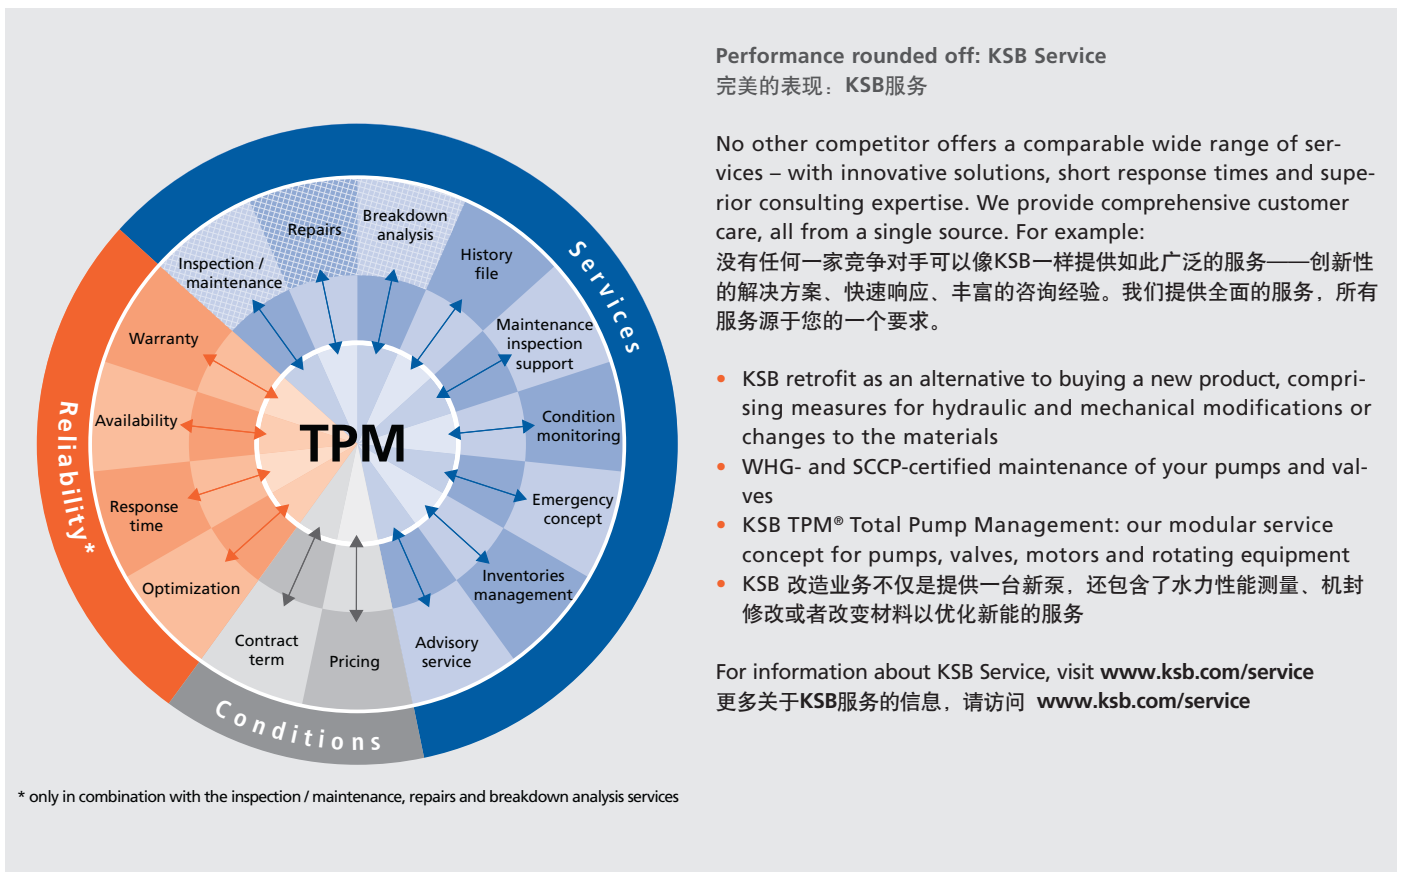 Performance rounded off: KSB Service
完美的表现：KSB服务
No other competitor offers a comparable wide range of ser-
vices – with innovative solutions, short response times and supe-
rior consulting expertise. We provide comprehensive customer
care, all from a single source. For example:
没有任何一家竞争对手可以像KSB一样提供如此广泛的服务——创新性
的解决方案、快速响应、丰富的咨询经验。我们提供全面的服务，所有
服务源于您的一个要求。
• KSB retrofit as an alternative to buying a new product, compri-
sing measures for hydraulic and mechanical modifications or
changes to the materials
• WHG- and SCCP-certified maintenance of your pumps and val-
ves
• KSB TPM® Total Pump Management: our modular service
concept for pumps, valves, motors and rotating equipment
• KSB 改造业务不仅是提供一台新泵，还包含了水力性能测量、机封
修改或者改变材料以优化新能的服务
For information about KSB Service, visit www.ksb.com/service
更多关于KSB服务的信息，请访问 www.ksb.com/service
Services
Inspection /
maintenance
Repairs
Breakdown
analysis
History
file
Maintenance
inspection
support
Condition
monitoring
Emergency
concept
Inventories
management
Advisory
service
Conditions
Pricing
Contract
term
Reliability*
Optimization
Response
time
Availability
Warranty
TPM
* only in combination with the inspection / maintenance, repairs and breakdown analysis services